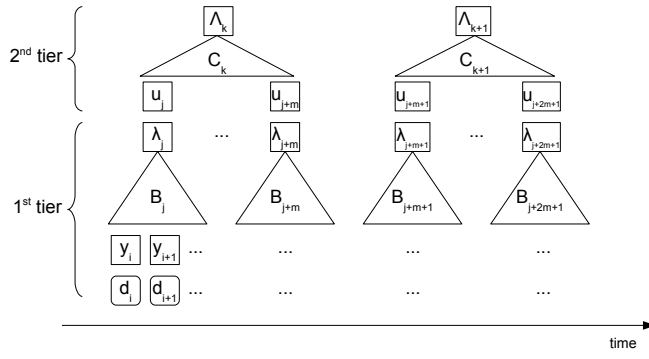 Λk Λk+1
2nd tier
Ck Ck+1
uj uj+m uj+m+1 uj+2m+1
λj ... λj+m λj+m+1 ... λj+2m+1
1st tier
Bj Bj+m Bj+m+1 Bj+2m+1
yi yi+1 ... ... ... ...
di di+1 ... ... ... ...
time